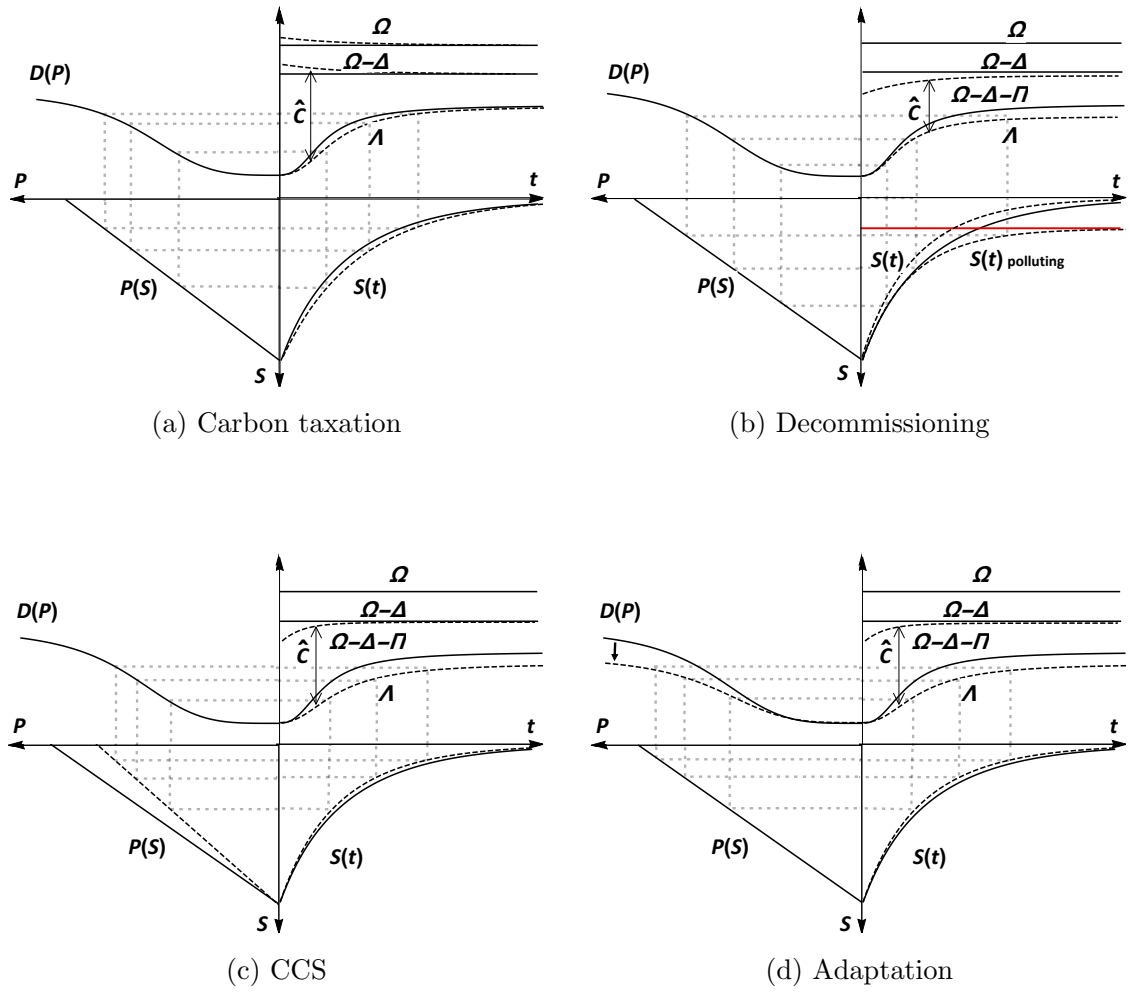 Ω
Ω−Δ
D(P)
Ĉ
Λ
P
t
P(S)
S(t)
S
(a) Carbon taxation
Ω
Ω−Δ
D(P)
Ω−Δ−Π
Ĉ
Λ
P
t
S(t)
S(t) polluting
P(S)
S
(b) Decommissioning
Ω
D(P)
Ω−Δ
Ω−Δ−Π
Ĉ
Λ
P
t
P(S)
S(t)
S
(c) CCS
Ω
D(P)
Ω−Δ
Ω−Δ−Π
Ĉ
Λ
P
t
P(S)
S(t)
S
(d) Adaptation